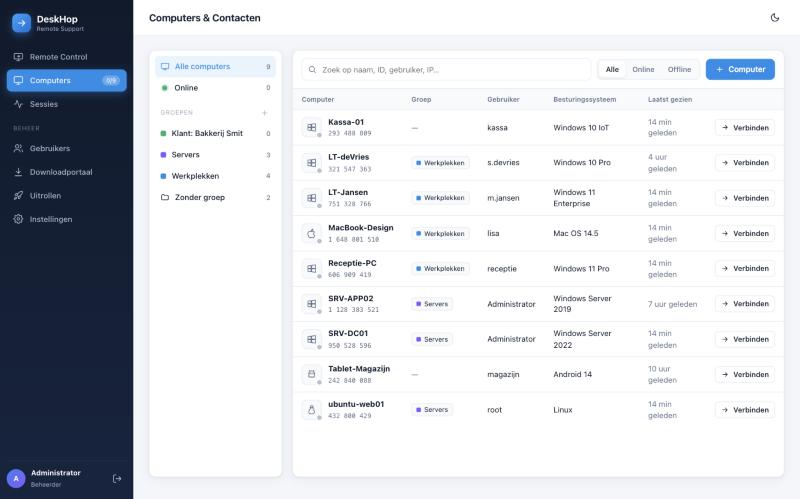 DeskHop
Remote Support
Remote Control
Computers 0/9
Sessies
BEHEER
Gebruikers
Downloadportaal
Uitrollen
Instellingen
A
Administrator
Beheerder
Computers & Contacten
Alle computers 9
Online 0
GROEPEN +
Klant: Bakkerij Smit 0
Servers 3
Werkplekken 4
Zonder groep 2
Zoek op naam, ID, gebruiker, IP...
Alle Online Offline
+ Computer
Computer Groep Gebruiker Besturingssysteem Laatst gezien
Kassa-01
293 488 009
— kassa Windows 10 IoT 14 min
geleden
→ Verbinden
LT-deVries
321 547 363
Werkplekken s.devries Windows 10 Pro 4 uur
geleden
→ Verbinden
LT-Jansen
751 328 766
Werkplekken m.jansen Windows 11
Enterprise
14 min
geleden
→ Verbinden
MacBook-Design
1 648 001 510
Werkplekken lisa Mac OS 14.5 14 min
geleden
→ Verbinden
Receptie-PC
606 909 419
Werkplekken receptie Windows 11 Pro 14 min
geleden
→ Verbinden
SRV-APP02
1 128 383 521
Servers Administrator Windows Server
2019
7 uur geleden
→ Verbinden
SRV-DC01
950 528 596
Servers Administrator Windows Server
2022
14 min
geleden
→ Verbinden
Tablet-Magazijn
242 840 088
— magazijn Android 14 10 uur
geleden
→ Verbinden
ubuntu-web01
432 800 429
Servers root Linux 14 min
geleden
→ Verbinden